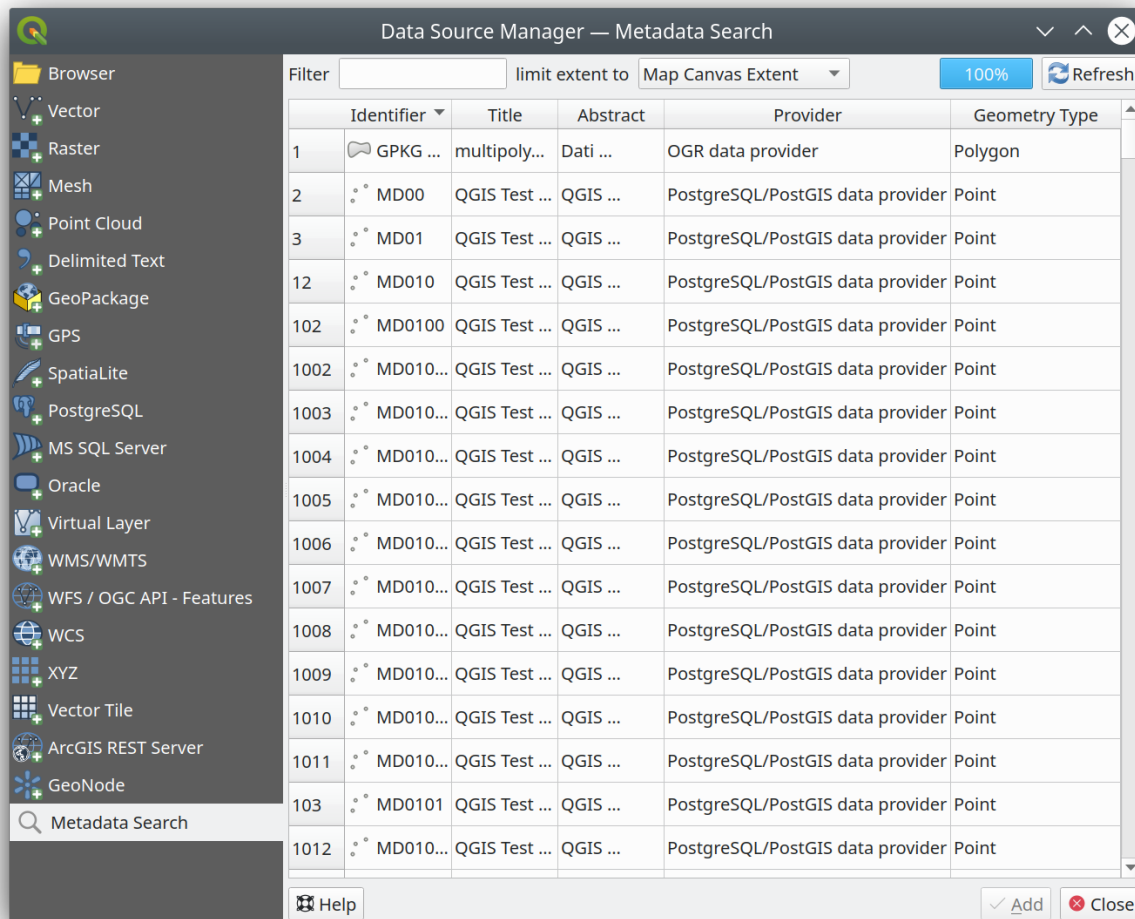 Data Source Manager — Metadata Search
Browser
Vector
Raster
Mesh
Point Cloud
Delimited Text
GeoPackage
GPS
SpatiaLite
PostgreSQL
MS SQL Server
Oracle
Virtual Layer
WMS/WMTS
WFS / OGC API - Features
WCS
XYZ
Vector Tile
ArcGIS REST Server
GeoNode
Metadata Search
Filter limit extent to Map Canvas Extent 100% Refresh
Identifier Title Abstract Provider Geometry Type
1 GPKG ... multipoly... Dati ... OGR data provider Polygon
2 MD00 QGIS Test ... QGIS ... PostgreSQL/PostGIS data provider Point
3 MD01 QGIS Test ... QGIS ... PostgreSQL/PostGIS data provider Point
12 MD010 QGIS Test ... QGIS ... PostgreSQL/PostGIS data provider Point
102 MD0100 QGIS Test ... QGIS ... PostgreSQL/PostGIS data provider Point
1002 MD010... QGIS Test ... QGIS ... PostgreSQL/PostGIS data provider Point
1003 MD010... QGIS Test ... QGIS ... PostgreSQL/PostGIS data provider Point
1004 MD010... QGIS Test ... QGIS ... PostgreSQL/PostGIS data provider Point
1005 MD010... QGIS Test ... QGIS ... PostgreSQL/PostGIS data provider Point
1006 MD010... QGIS Test ... QGIS ... PostgreSQL/PostGIS data provider Point
1007 MD010... QGIS Test ... QGIS ... PostgreSQL/PostGIS data provider Point
1008 MD010... QGIS Test ... QGIS ... PostgreSQL/PostGIS data provider Point
1009 MD010... QGIS Test ... QGIS ... PostgreSQL/PostGIS data provider Point
1010 MD010... QGIS Test ... QGIS ... PostgreSQL/PostGIS data provider Point
1011 MD010... QGIS Test ... QGIS ... PostgreSQL/PostGIS data provider Point
103 MD0101 QGIS Test ... QGIS ... PostgreSQL/PostGIS data provider Point
1012 MD010... QGIS Test ... QGIS ... PostgreSQL/PostGIS data provider Point
Help Add Close